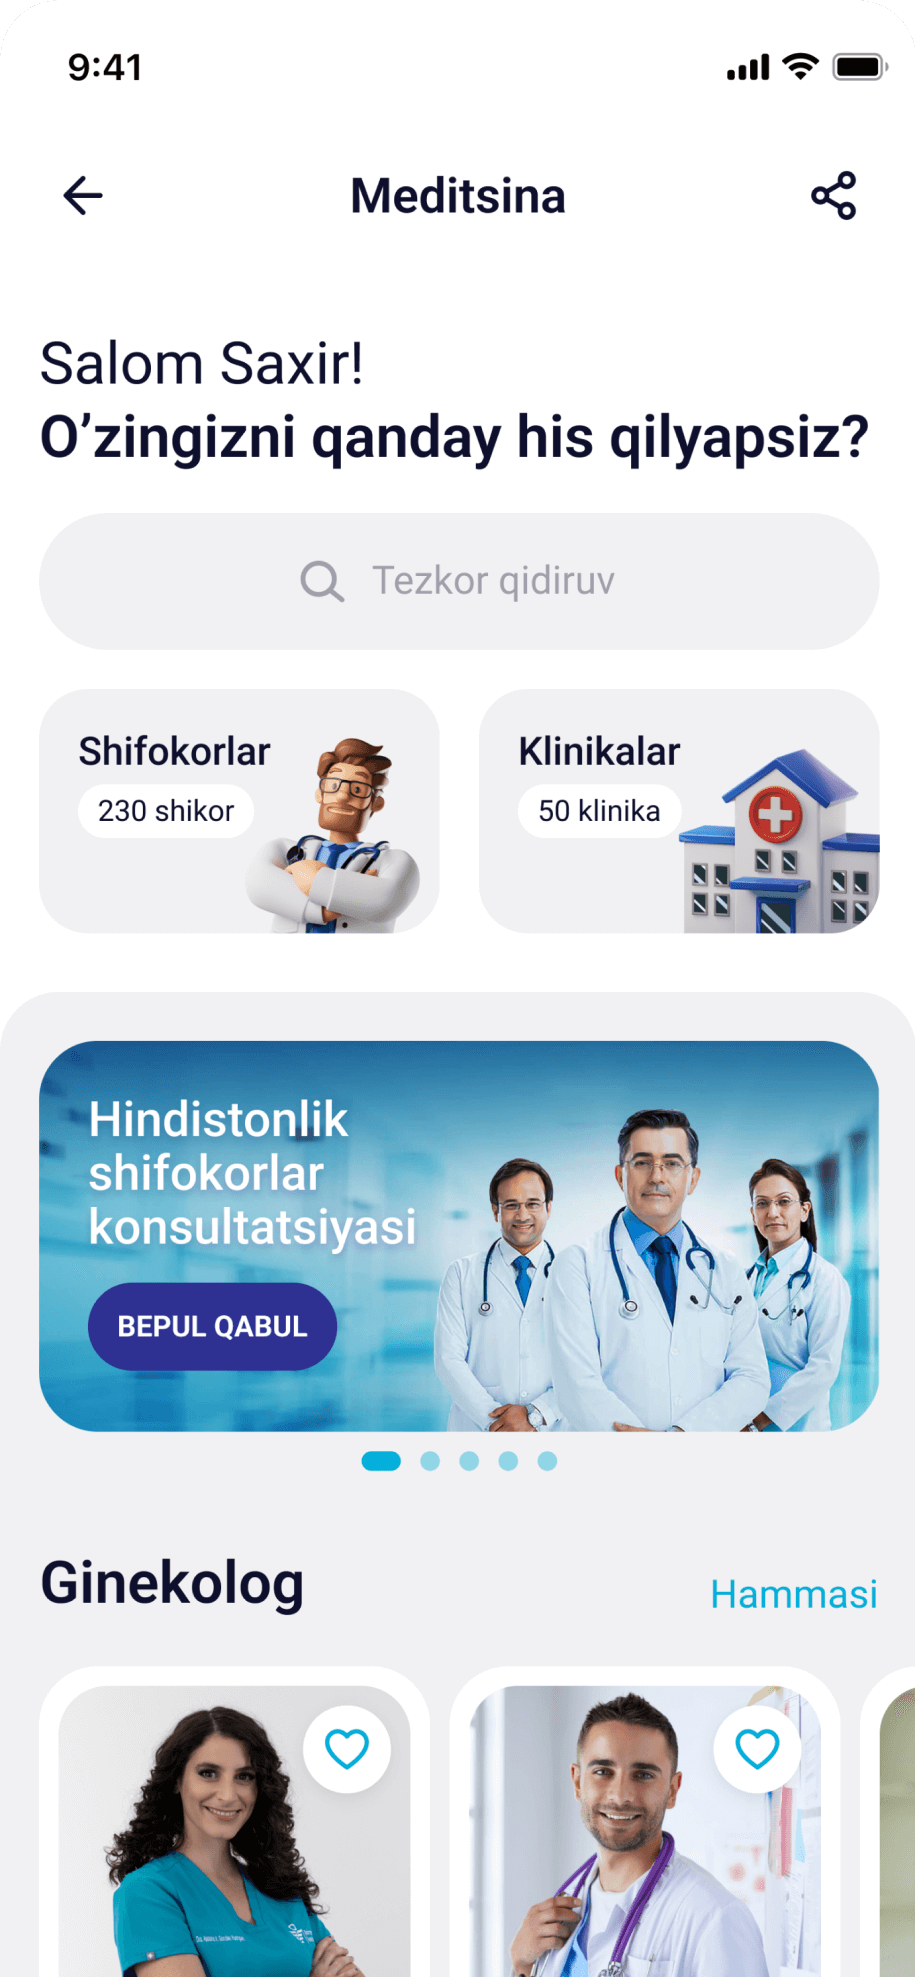 9:41
Meditsina
Salom Saxir!
O’zingizni qanday his qilyapsiz?
Tezkor qidiruv
Shifokorlar
230 shikor
Klinikalar
50 klinika
Hindistonlik
shifokorlar
konsultatsiyasi
BEPUL QABUL
Ginekolog
Hammasi